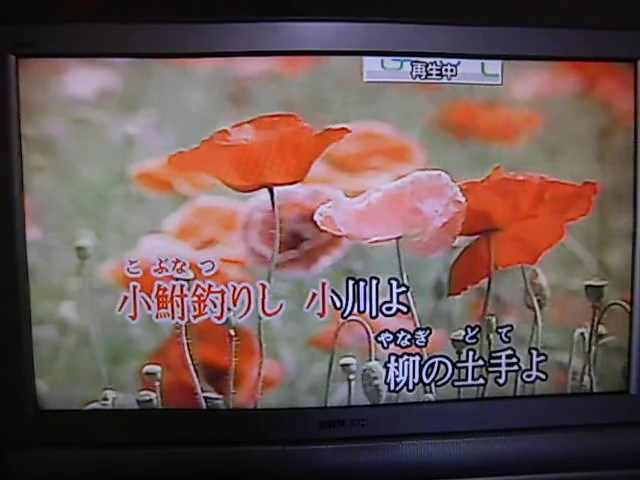 再生中
こ ぶな つ
小鮒釣りし 小川よ
やなぎ ど て
柳の土手よ